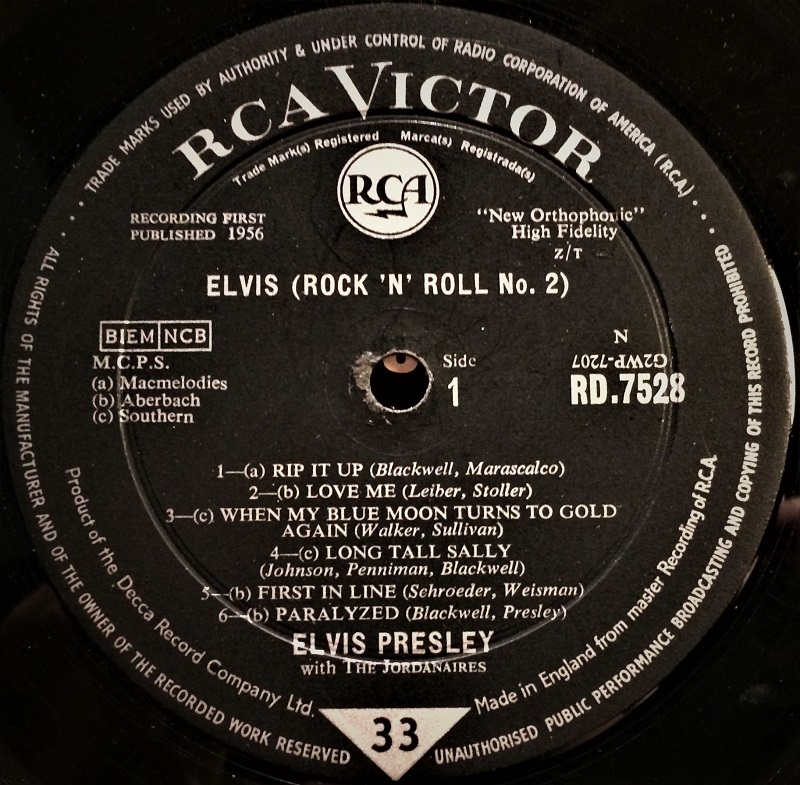 TRADE MARKS USED BY AUTHORITY & UNDER CONTROL OF RADIO CORPORATION OF AMERICA (R.C.A.)
RCA VICTOR
Trade Mark(s) Registered Marca(s) Registrada(s)
RCA
RECORDING FIRST
PUBLISHED 1956
"New Orthophonic"
High Fidelity
Z/T
ELVIS (ROCK 'N' ROLL No. 2)
BIEM NCB
M.C.P.S.
(a) Macmelodies
(b) Aberbach
(c) Southern
Side
1
N
G2WP-7207
RD.7528
1—(a) RIP IT UP (Blackwell, Marascalco)
2—(b) LOVE ME (Leiber, Stoller)
3—(c) WHEN MY BLUE MOON TURNS TO GOLD
AGAIN (Walker, Sullivan)
4—(c) LONG TALL SALLY
(Johnson, Penniman, Blackwell)
5—(b) FIRST IN LINE (Schroeder, Weisman)
6—(b) PARALYZED (Blackwell, Presley)
ELVIS PRESLEY
with THE JORDANAIRES
Product of the Decca Record Company Ltd.
Made in England from master Recording of R.C.A.
33
ALL RIGHTS OF THE MANUFACTURER AND OF THE OWNER OF THE RECORDED WORK RESERVED
UNAUTHORISED PUBLIC PERFORMANCE BROADCASTING AND COPYING OF THIS RECORD PROHIBITED